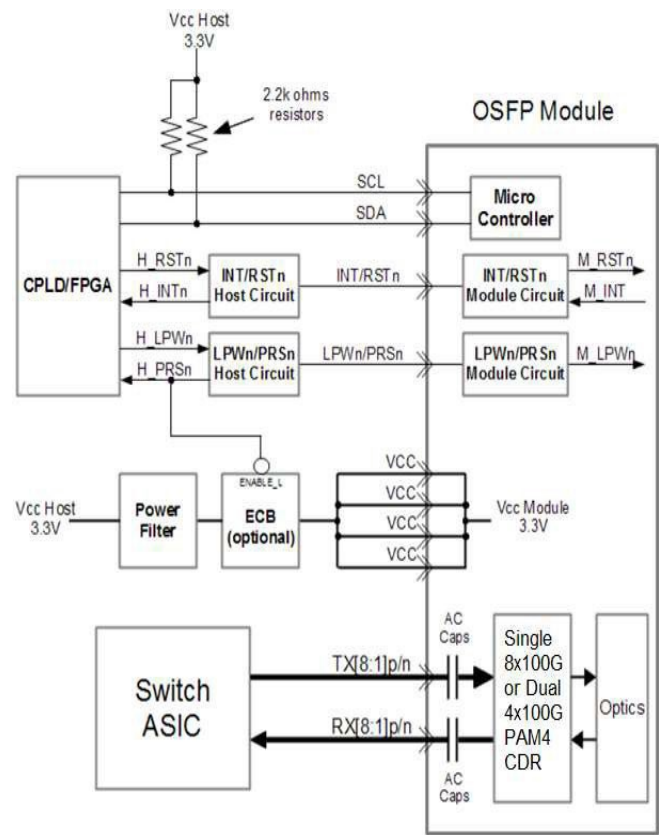 Vcc Host
3.3V
2.2k ohms
resistors
OSFP Module
SCL
SDA
Micro
Controller
CPLD/FPGA
H_RSTn
H_INTn
INT/RSTn
Host Circuit
INT/RSTn
INT/RSTn
Module Circuit
M_RSTn
M_INT
H_LPWn
H_PRSn
LPWn/PRSn
Host Circuit
LPWn/PRSn
LPWn/PRSn
Module Circuit
M_LPWn
Vcc Host
3.3V
Power
Filter
ENABLE_L
ECB
(optional)
VCC
VCC
VCC
VCC
Vcc Module
3.3V
Switch
ASIC
TX[8:1]p/n
RX[8:1]p/n
AC
Caps
AC
Caps
Single
8x100G
or Dual
4x100G
PAM4
CDR
Optics